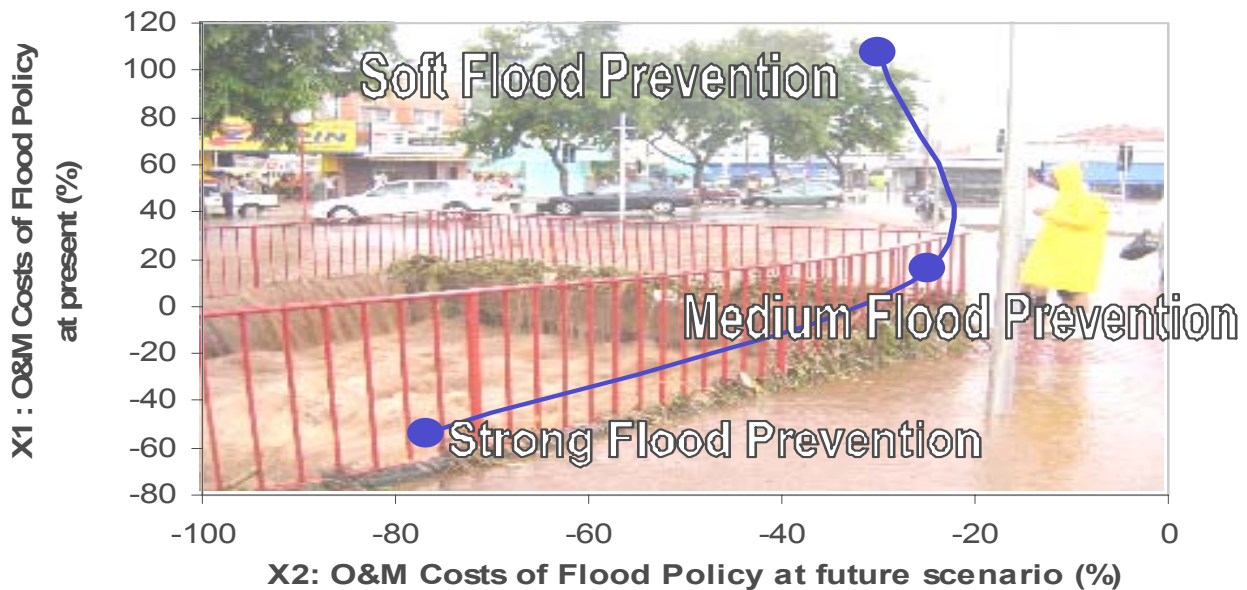 X1 : O&M Costs of Flood Policy
at present (%)
120
100
80
60
40
20
0
-20
-40
-60
-80
Soft Flood Prevention
Medium Flood Prevention
Strong Flood Prevention
-100
-80
-60
-40
-20
0
X2: O&M Costs of Flood Policy at future scenario (%)